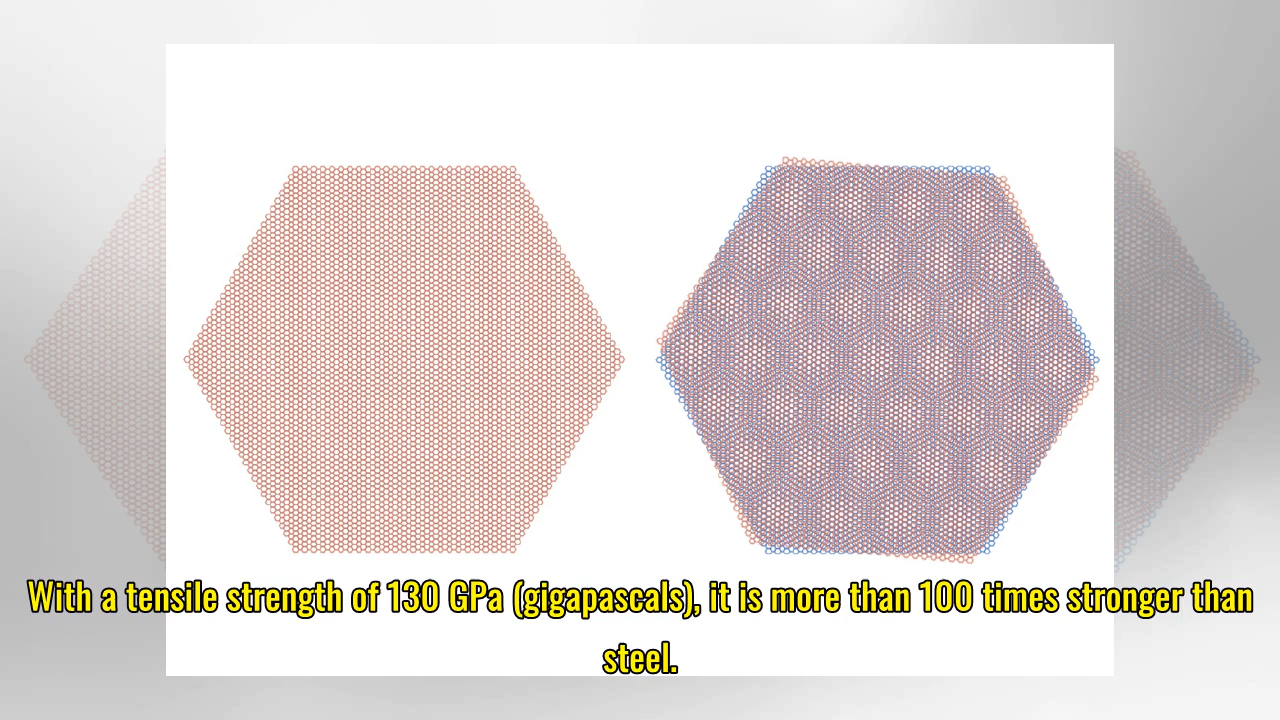 With a tensile strength of 130 GPa (gigapascals), it is more than 100 times stronger than
steel.